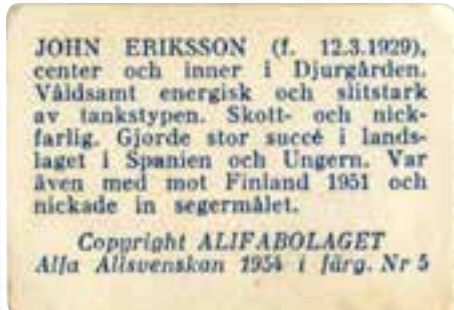 JOHN ERIKSSON (f. 12.3.1929),
center och inner i Djurgården.
Våldsamt energisk och slitstark
av tankstypen. Skott- och nick-
farlig. Gjorde stor succé i lands-
laget i Spanien och Ungern. Var
även med mot Finland 1951 och
nickade in segermålet.
Copyright ALIFABOLAGET
Alfa Allsvenskan 1954 i färg. Nr 5